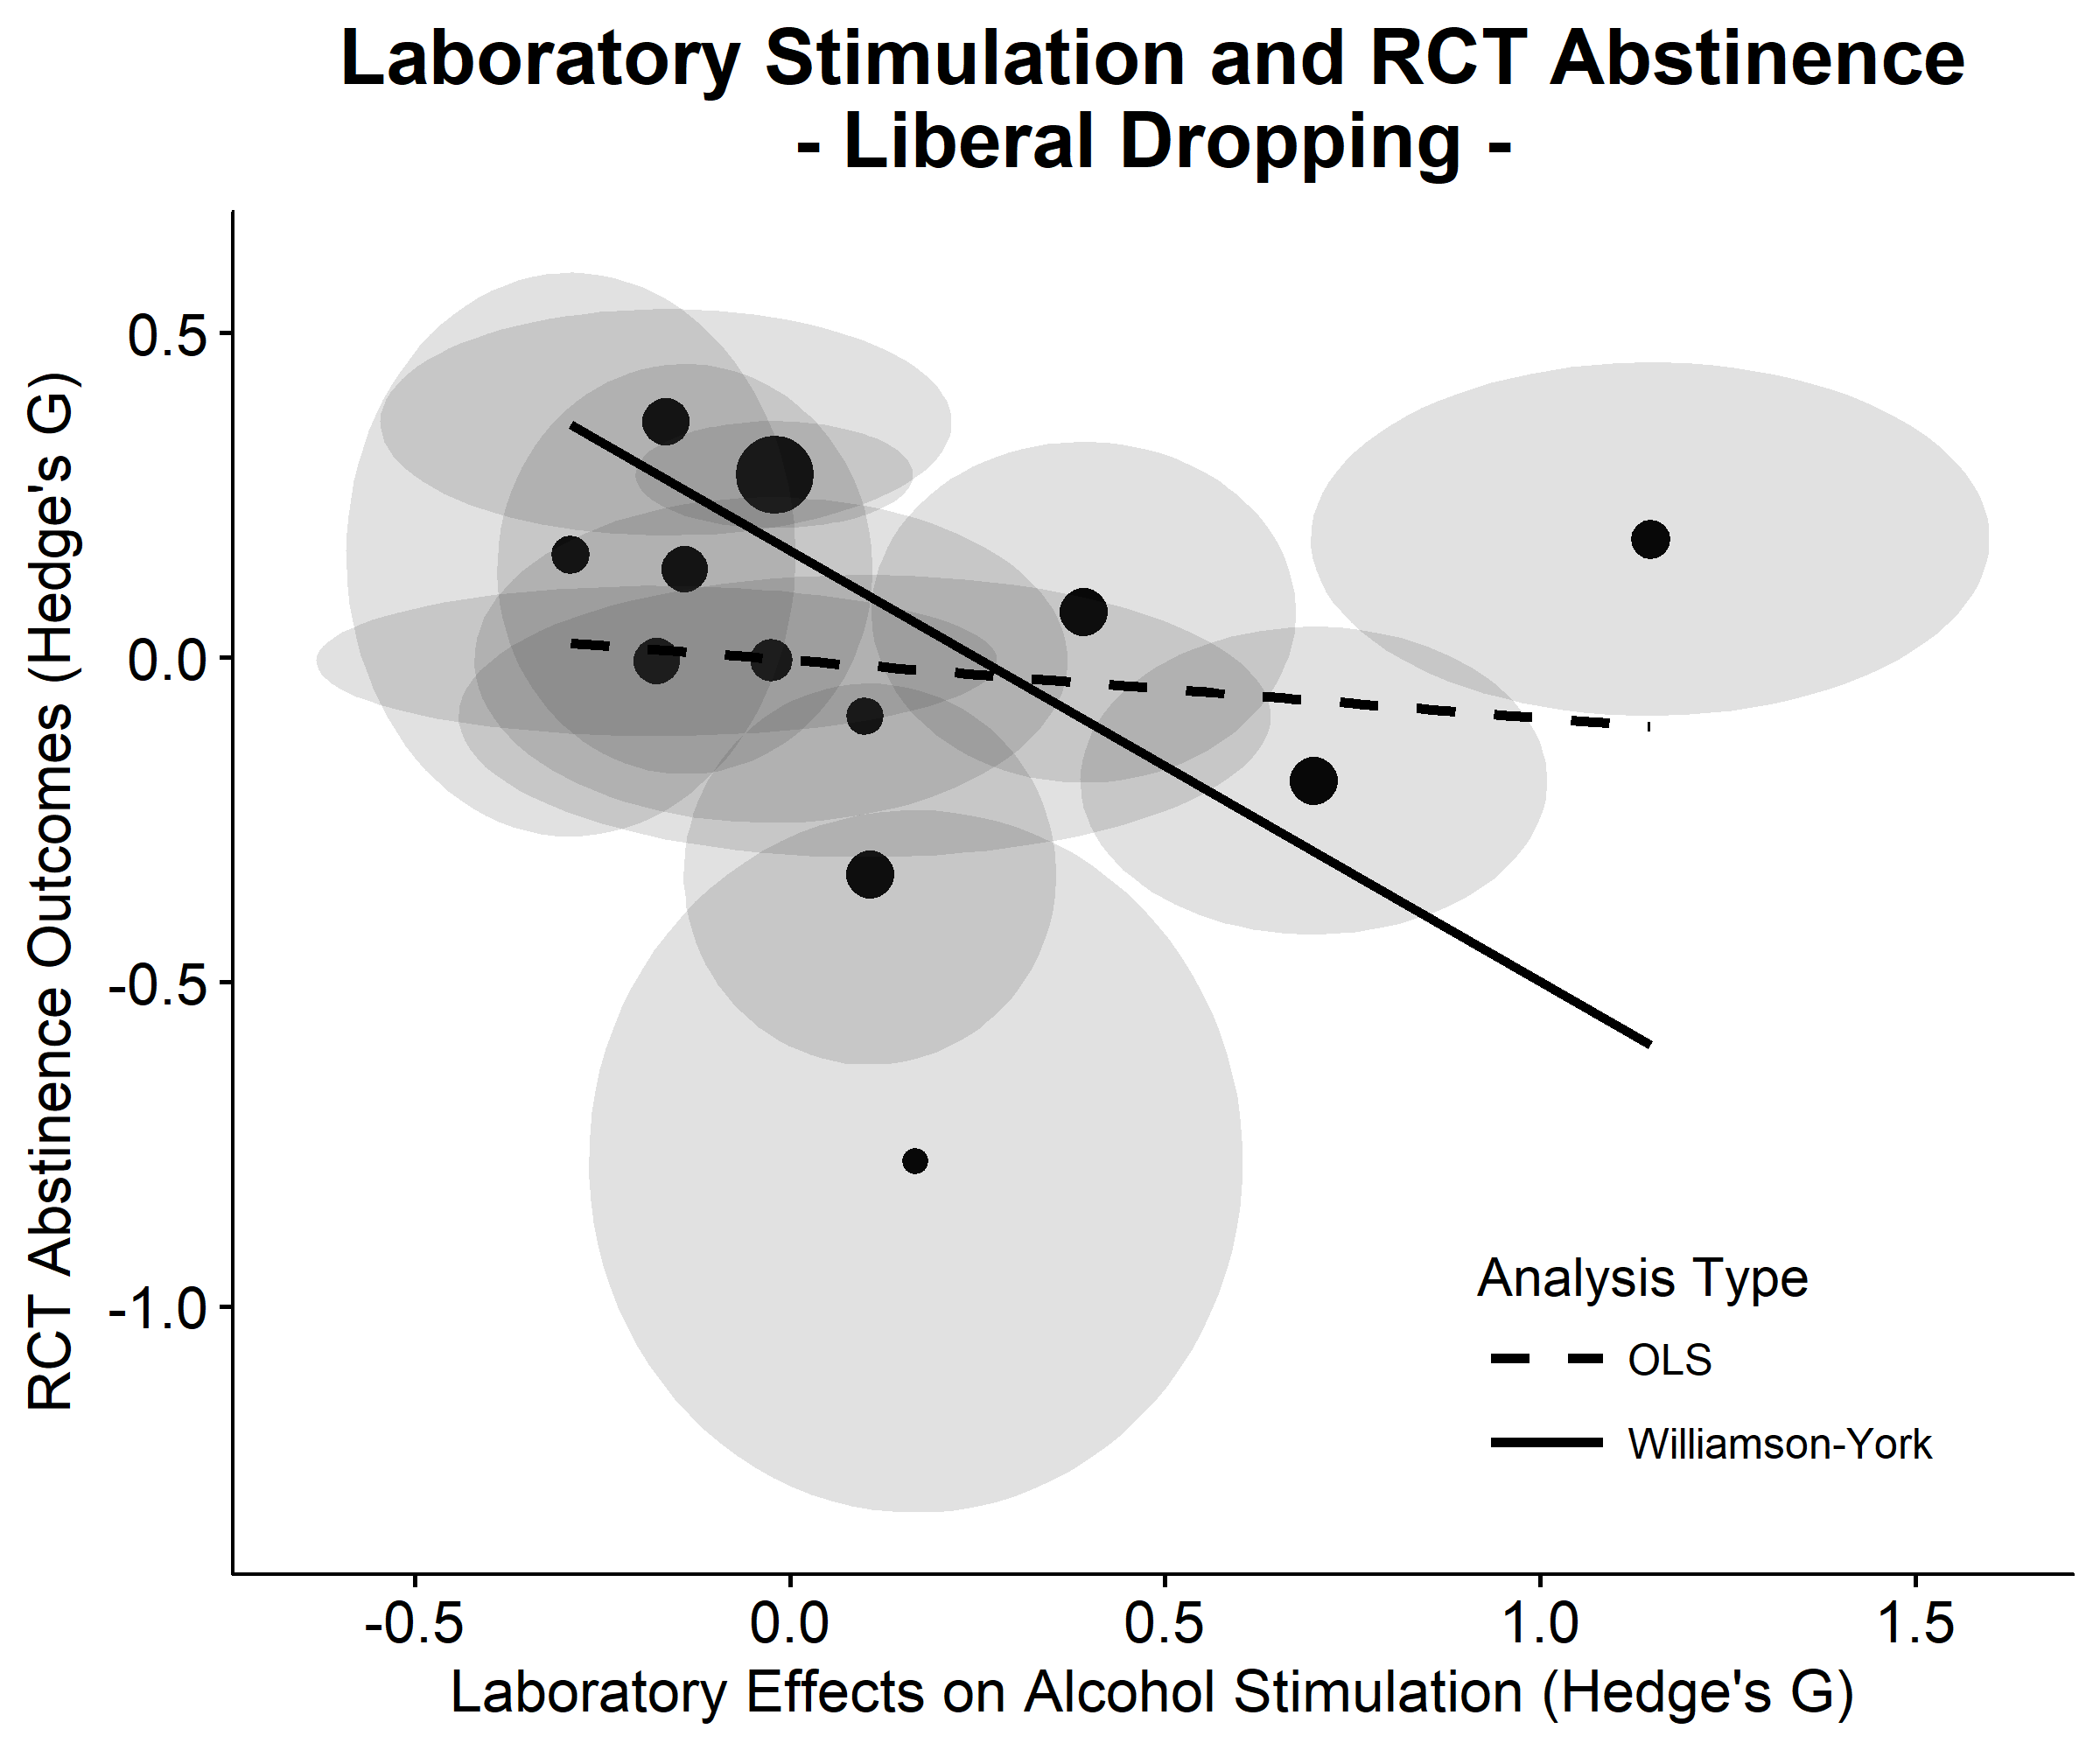 Laboratory Stimulation and RCT Abstinence
- Liberal Dropping -
RCT Abstinence Outcomes (Hedge's G)
0.5
0.0
-0.5
-1.0
Analysis Type
OLS
Williamson-York
-0.5
0.0
0.5
1.0
1.5
Laboratory Effects on Alcohol Stimulation (Hedge's G)